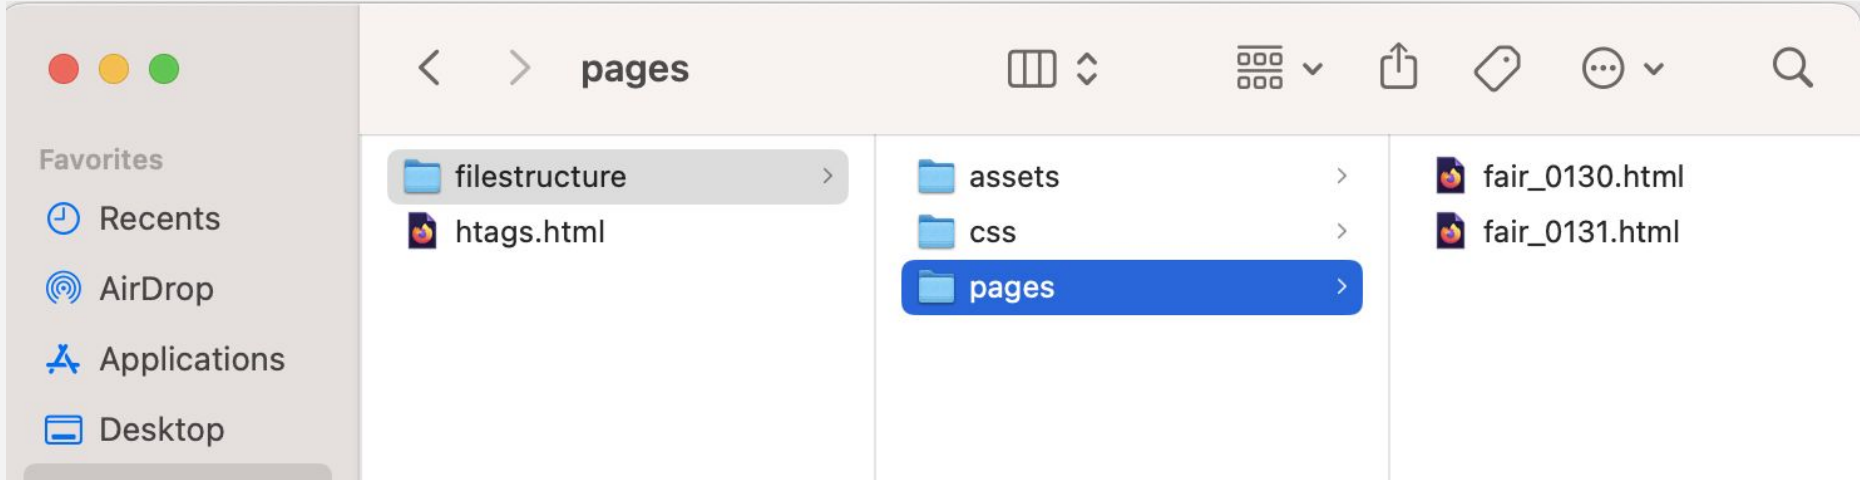 pages
Favorites
Recents
AirDrop
Applications
Desktop
filestructure
htags.html
assets
css
pages
fair_0130.html
fair_0131.html